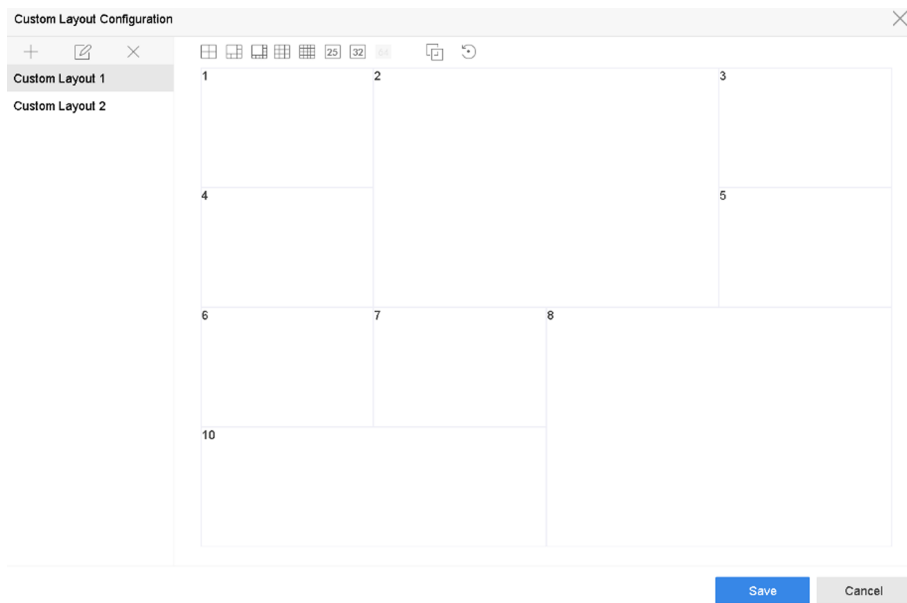 Custom Layout Configuration
25 32 64
Custom Layout 1
Custom Layout 2
1 2 3
4 5
6 7 8
10
Save Cancel